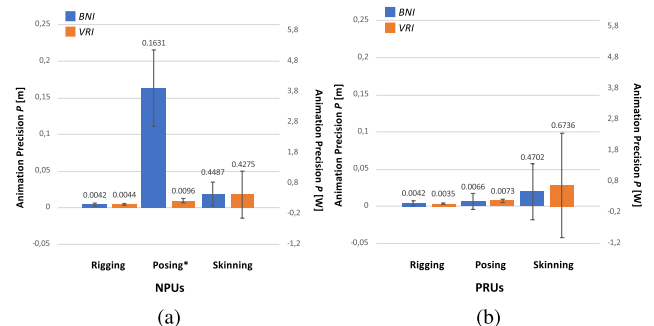 BNI
VRI
Animation Precision P [m]
0,25
0,2
0,15
0,1
0,05
0
-0,05
0.0042 0.0044
0.1631
0.0096
0.4487 0.4275
5,8
4,8
3,8
2,8
1,8
0,8
-0,2
-1,2
Animation Precision P [W]
Rigging Posing* Skinning
NPUs
(a)
BNI
VRI
Animation Precision P [m]
0,25
0,2
0,15
0,1
0,05
0
-0,05
0.0042 0.0035
0.0066 0.0073
0.4702
0.6736
5,8
4,8
3,8
2,8
1,8
0,8
-0,2
-1,2
Animation Precision P [W]
Rigging Posing Skinning
PRUs
(b)